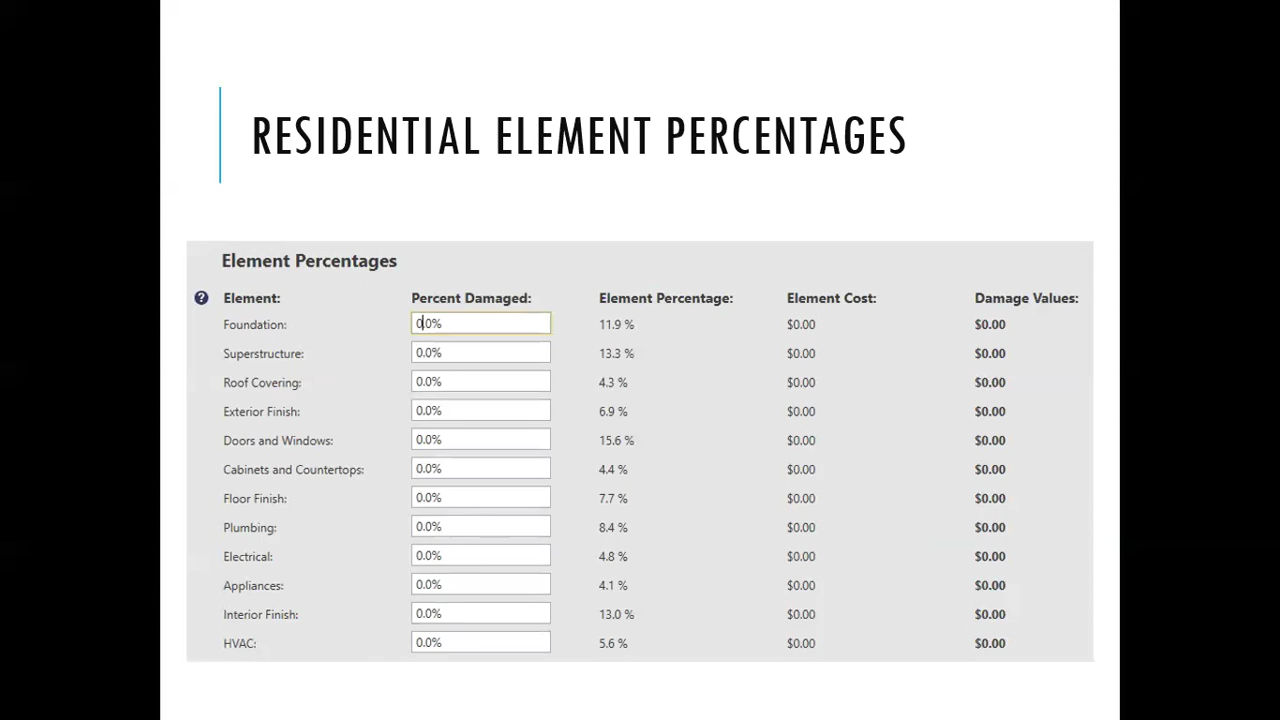 RESIDENTIAL ELEMENT PERCENTAGES
Element Percentages
? Element: Percent Damaged: Element Percentage: Element Cost: Damage Values:
Foundation: 0.0% 11.9 % $0.00 $0.00
Superstructure: 0.0% 13.3 % $0.00 $0.00
Roof Covering: 0.0% 4.3 % $0.00 $0.00
Exterior Finish: 0.0% 6.9 % $0.00 $0.00
Doors and Windows: 0.0% 15.6 % $0.00 $0.00
Cabinets and Countertops: 0.0% 4.4 % $0.00 $0.00
Floor Finish: 0.0% 7.7 % $0.00 $0.00
Plumbing: 0.0% 8.4 % $0.00 $0.00
Electrical: 0.0% 4.8 % $0.00 $0.00
Appliances: 0.0% 4.1 % $0.00 $0.00
Interior Finish: 0.0% 13.0 % $0.00 $0.00
HVAC: 0.0% 5.6 % $0.00 $0.00